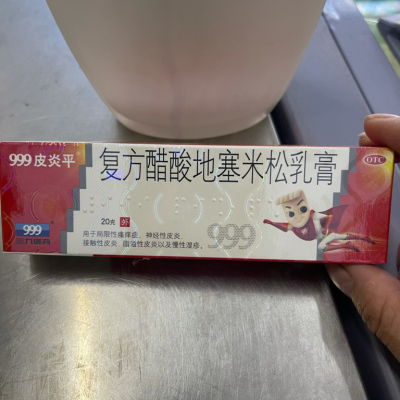 999皮炎平
复方醋酸地塞米松乳膏
OTC
20克 外
999
999
用于局限性瘙痒症、神经性皮炎、
接触性皮炎、脂溢性皮炎以及慢性湿疹。